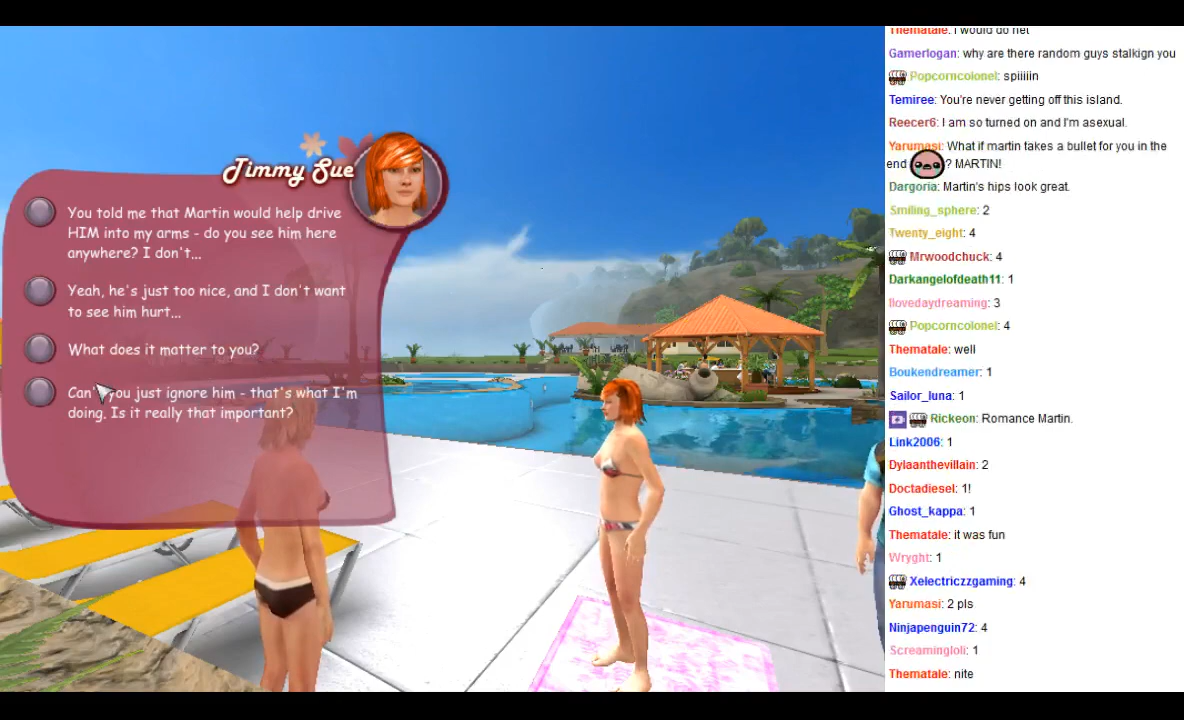 Jimmy Sue
You told me that Martin would help drive
HIM into my arms - do you see him here
anywhere? I don't...
Yeah, he's just too nice, and I don't want
to see him hurt...
What does it matter to you?
you just ignore him - that's what I'm
doing. Is it really that important?
Thematale: I would do net
Gamerlogan: why are there random guys stalkign you
Popcorncolonel: spiiiiin
Temiree: You're never getting off this island.
Reecer6: I am so turned on and I'm asexual.
Yarumasi: What if martin takes a bullet for you in the
end ? MARTIN!
Dargoria: Martin's hips look great.
Smiling_sphere: 2
Twenty_eight: 4
Mrwoodchuck: 4
Darkangelofdeath11: 1
Ilovedaydreaming: 3
Popcorncolonel: 4
Thematale: well
Boukendreamer: 1
Sailor_luna: 1
Rickeon: Romance Martin.
Link2006: 1
Dylaanthevillain: 2
Doctadiesel: 1!
Ghost_kappa: 1
Thematale: it was fun
Wryght: 1
Xelectriczzgaming: 4
Yarumasi: 2 pls
Ninjapenguin72: 4
Screamingloli: 1
Thematale: nite